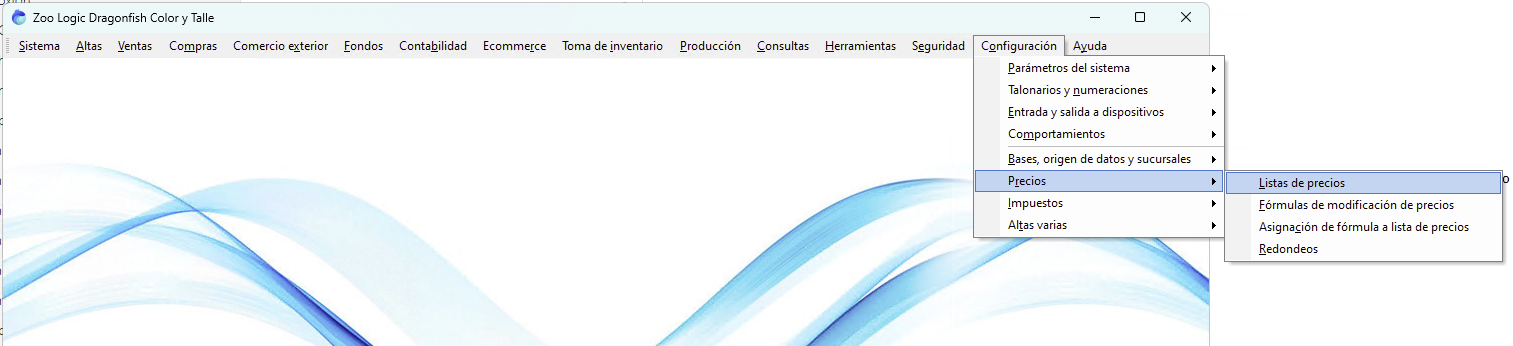 Zoo Logic Dragonfish Color y Talle
Sistema Altas Ventas Compras Comercio exterior Fondos Contabilidad Ecommerce Toma de inventario Producción Consultas Herramientas Seguridad Configuración Ayuda
Parámetros del sistema
Talonarios y numeraciones
Entrada y salida a dispositivos
Comportamientos
Bases, origen de datos y sucursales
Precios
Impuestos
Altas varias
Listas de precios
Fórmulas de modificación de precios
Asignación de fórmula a lista de precios
Redondeos